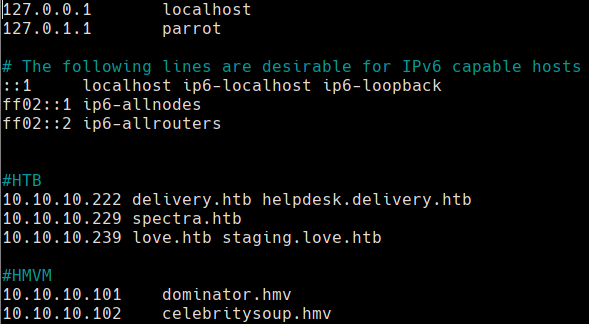 127.0.0.1       localhost
127.0.1.1       parrot
# The following lines are desirable for IPv6 capable hosts
::1     localhost ip6-localhost ip6-loopback
ff02::1 ip6-allnodes
ff02::2 ip6-allrouters
#HTB
10.10.10.222 delivery.htb helpdesk.delivery.htb
10.10.10.229 spectra.htb
10.10.10.239 love.htb staging.love.htb
#HMVM
10.10.10.101    dominator.hmv
10.10.10.102    celebritysoup.hmv